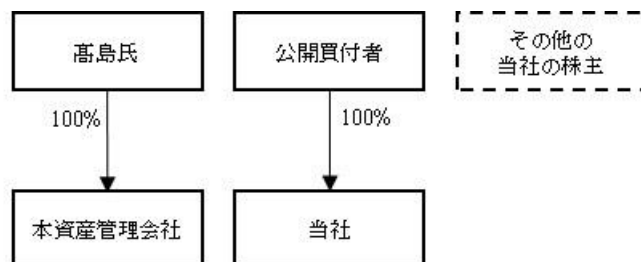 髙島氏
公開買付者
その他の
当社の株主
100%
100%
本資産管理会社
当社